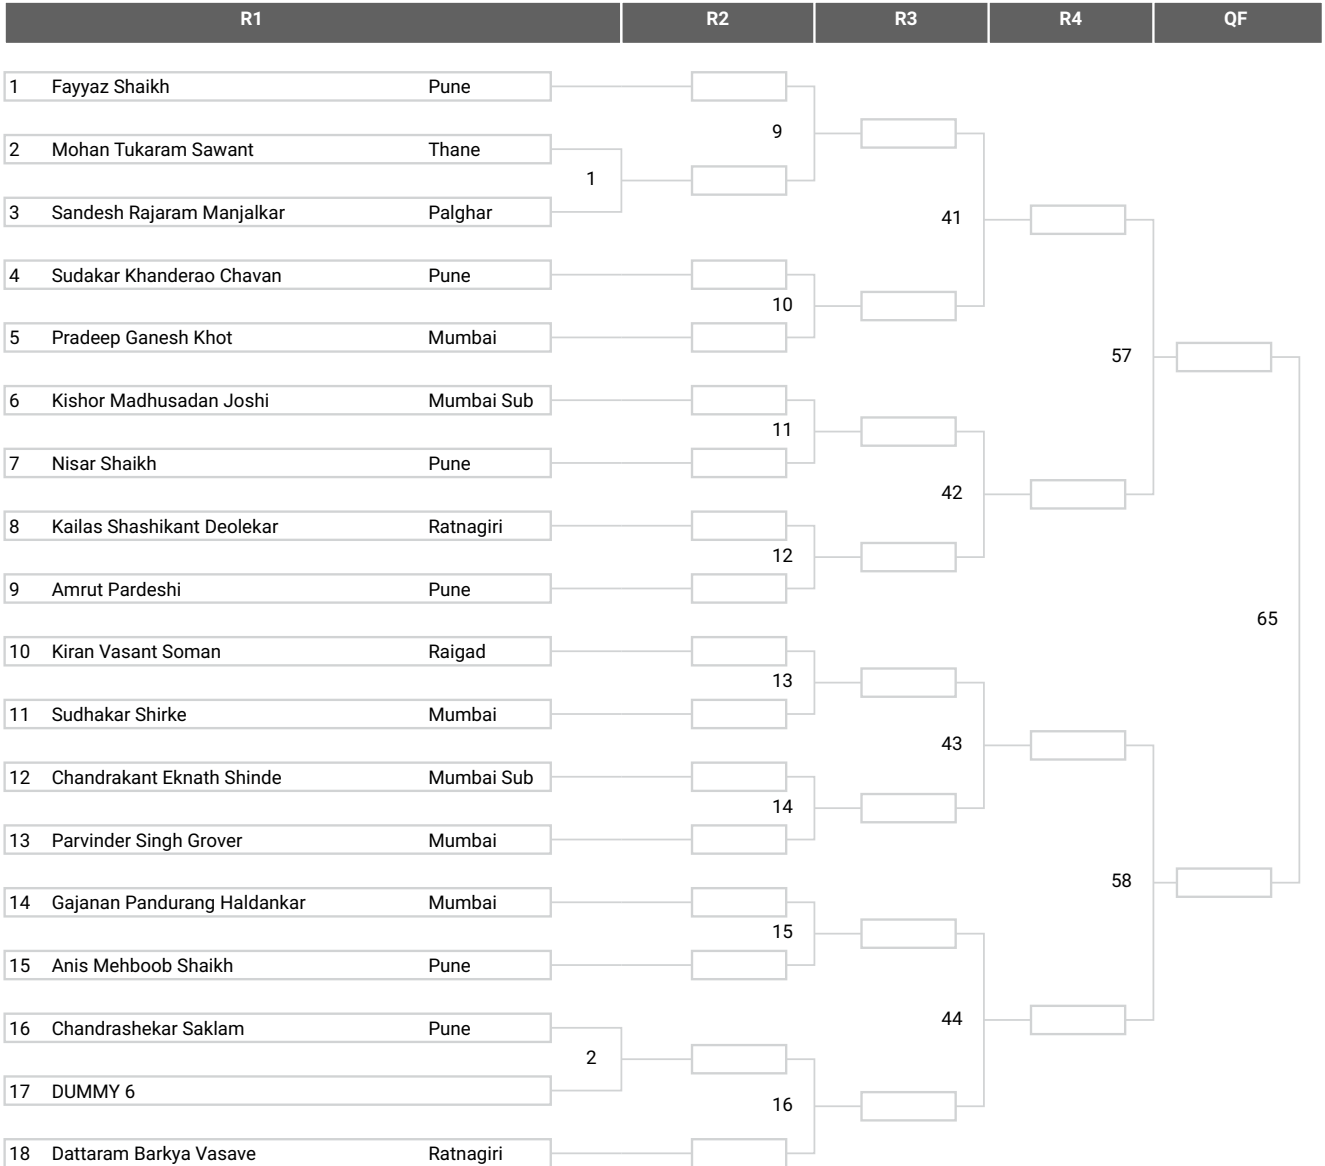 R1 R2 R3 R4 QF
1 Fayyaz Shaikh Pune
9
2 Mohan Tukaram Sawant Thane
1
3 Sandesh Rajaram Manjalkar Palghar
41
4 Sudakar Khanderao Chavan Pune
10
5 Pradeep Ganesh Khot Mumbai
57
6 Kishor Madhusadan Joshi Mumbai Sub
11
7 Nisar Shaikh Pune
42
8 Kailas Shashikant Deolekar Ratnagiri
12
9 Amrut Pardeshi Pune
65
10 Kiran Vasant Soman Raigad
13
11 Sudhakar Shirke Mumbai
43
12 Chandrakant Eknath Shinde Mumbai Sub
14
13 Parvinder Singh Grover Mumbai
58
14 Gajanan Pandurang Haldankar Mumbai
15
15 Anis Mehboob Shaikh Pune
44
16 Chandrashekar Saklam Pune
2
17 DUMMY 6
16
18 Dattaram Barkya Vasave Ratnagiri